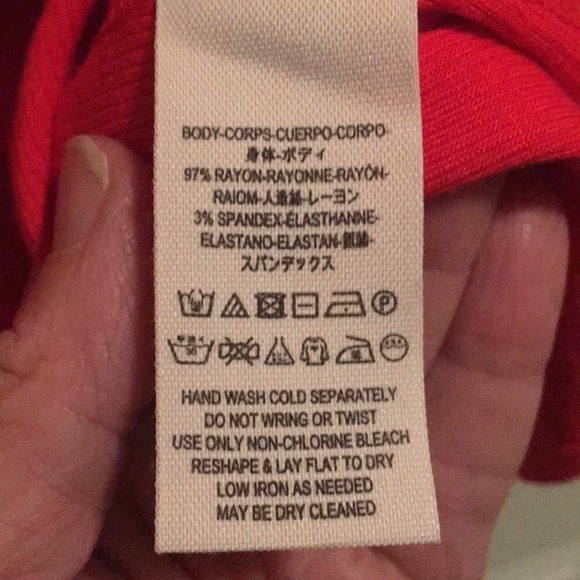 BODY-CORPS-CUERPO-CORPO-
身体-ボディ
97% RAYON-RAYONNE-RAYÓN-
RAIOM-人造絲-レーヨン
3% SPANDEX-ÉLASTHANNE-
ELASTANO-ELASTAN-
スパンデックス
HAND WASH COLD SEPARATELY
DO NOT WRING OR TWIST
USE ONLY NON-CHLORINE BLEACH
RESHAPE & LAY FLAT TO DRY
LOW IRON AS NEEDED
MAY BE DRY CLEANED